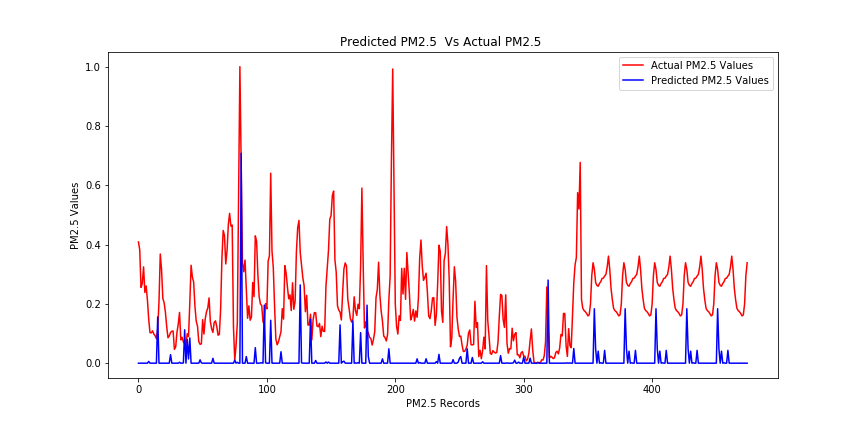 Predicted PM2.5  Vs Actual PM2.5
Actual PM2.5 Values
Predicted PM2.5 Values
1.0
0.8
0.6
0.4
0.2
0.0
PM2.5 Values
0
100
200
300
400
PM2.5 Records